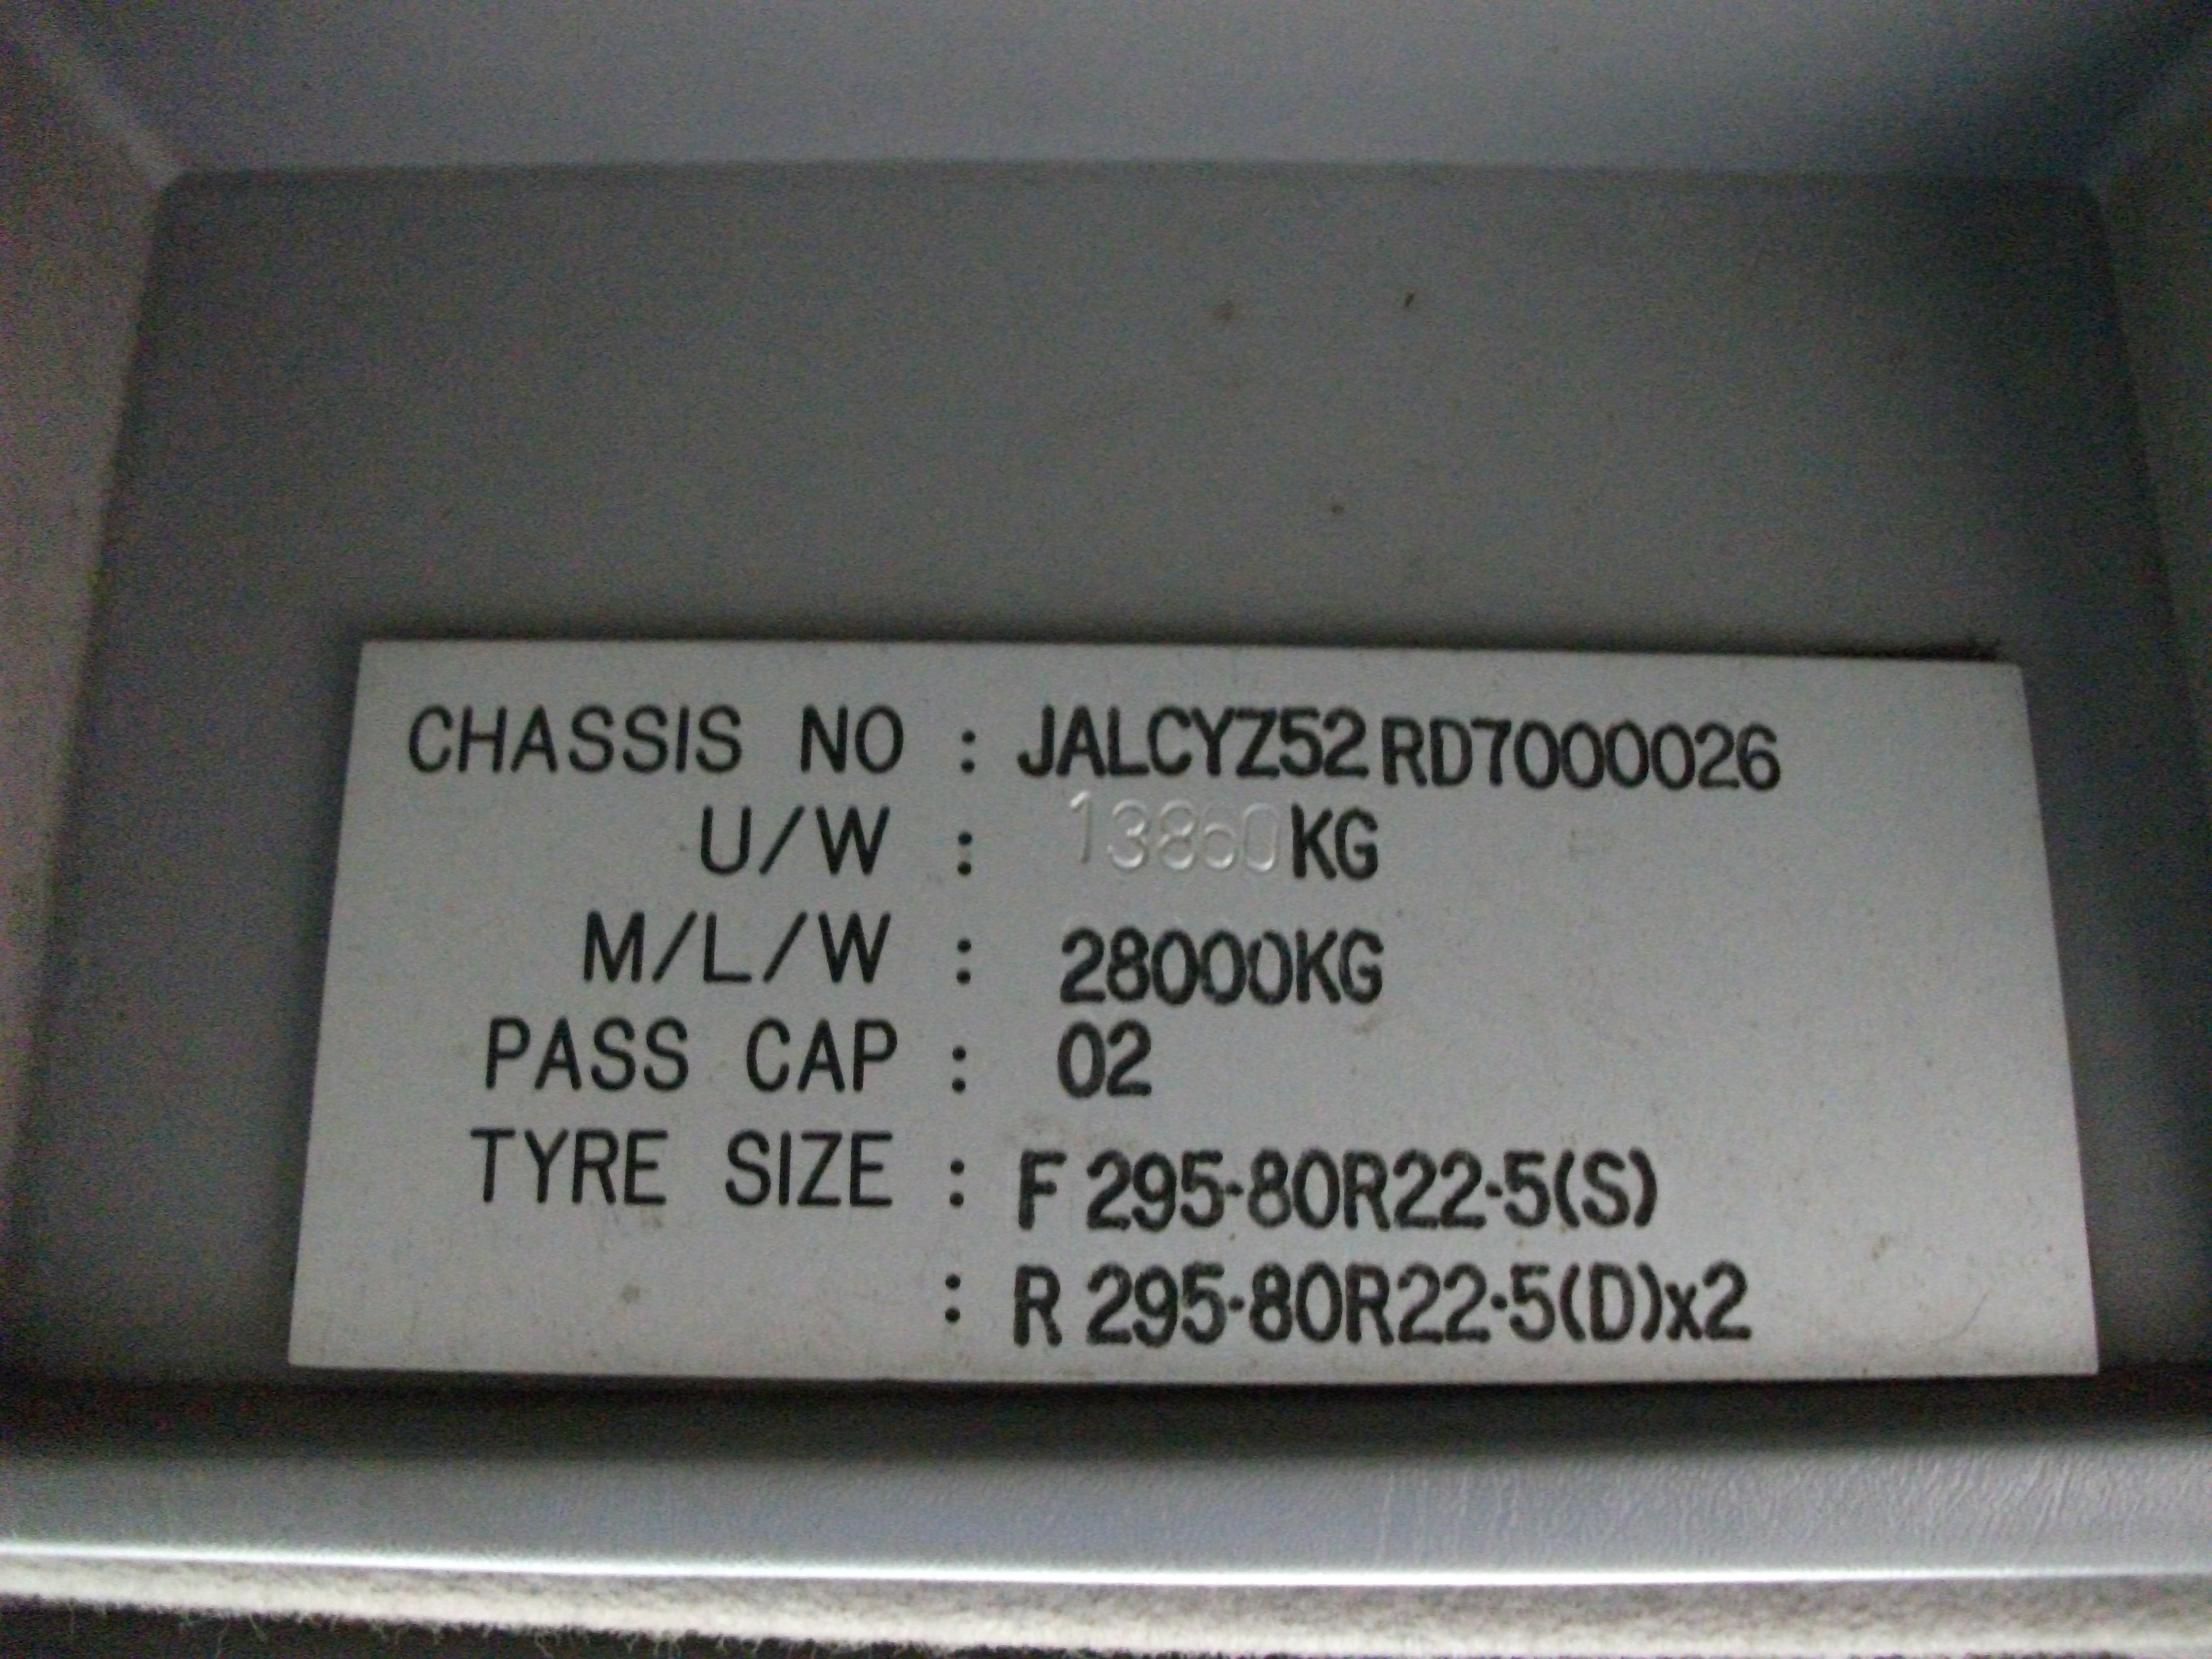 CHASSIS NO : JALCYZ52RD7000026
U/W : 13860KG
M/L/W : 28000KG
PASS CAP : 02
TYRE SIZE : F 295-80R22-5(S)
: R 295-80R22-5(D)x2